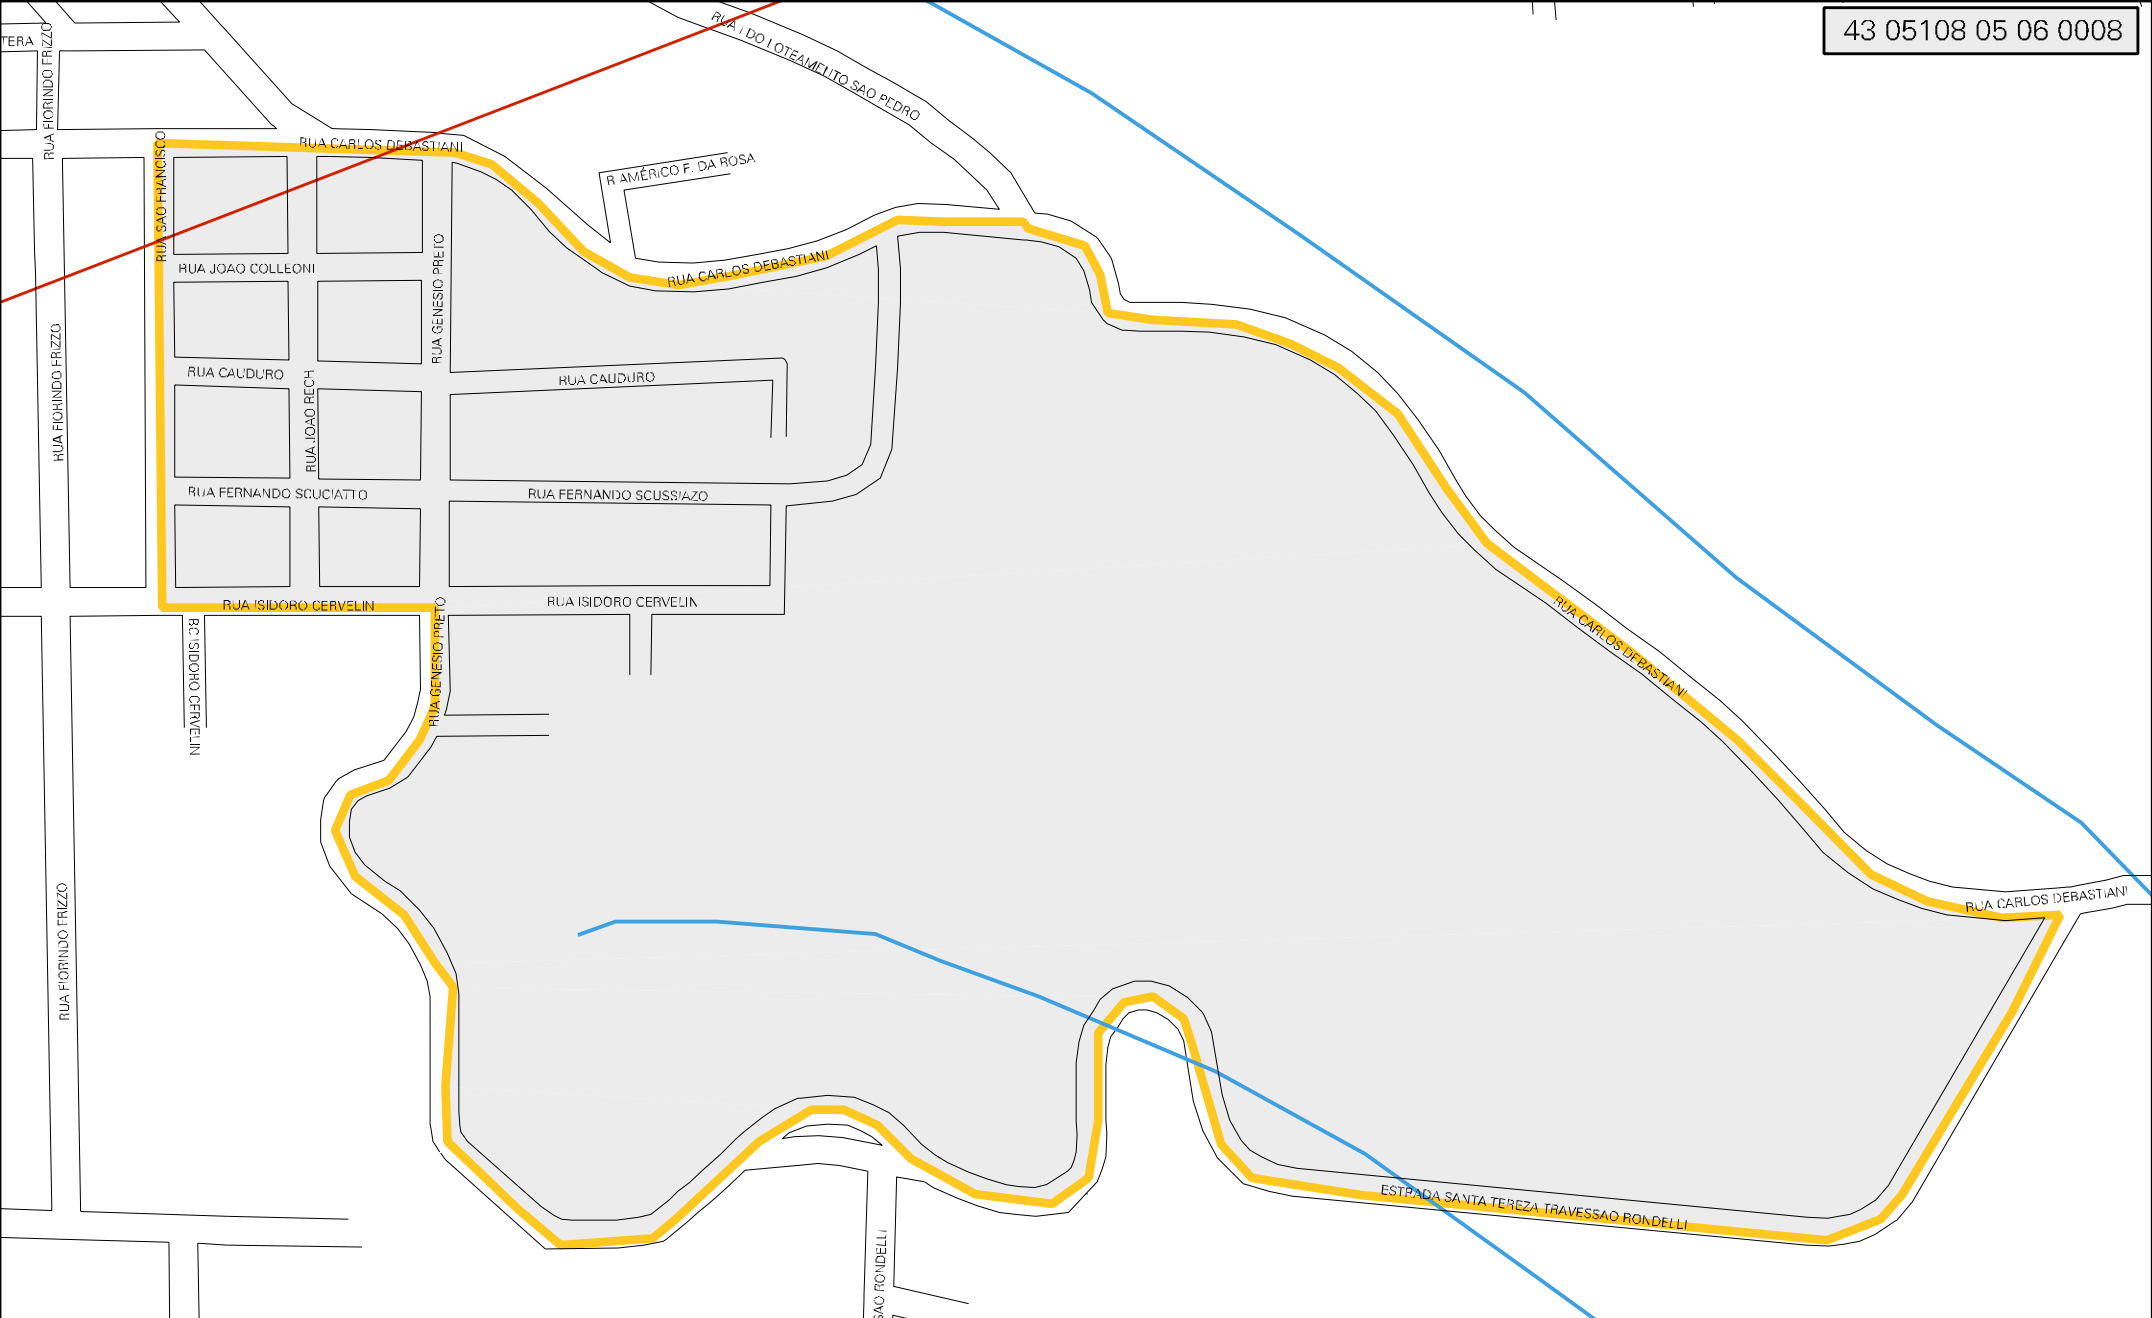 43 05108 05 06 0008
TERA
RUA FIORINDO FRIZZO
RUA I DO LOTEAMENTO SAO PEDRO
RUA SAO FRANCISCO
RUA CARLOS DEBASTIANI
R AMÉRICO F. DA ROSA
RUA CARLOS DEBASTIANI
RUA JOAO COLLEONI
RUA GENESIO PRETO
RUA FIORINDO FRIZZO
RUA CAUDURO
RUA JOAO RECH
RUA CAUDURO
RUA FERNANDO SCUCIATTO
RUA FERNANDO SCUSSIAZO
RUA ISIDORO CERVELIN
RUA ISIDORO CERVELIN
BC ISIDORO CERVELIN
RUA GENESIO PRETO
RUA CARLOS DEBASTIANI
RUA FIORINDO FRIZZO
RUA CARLOS DEBASTIANI
ESTRADA SANTA TEREZA TRAVESSAO RONDELLI
SAO RONDELLI